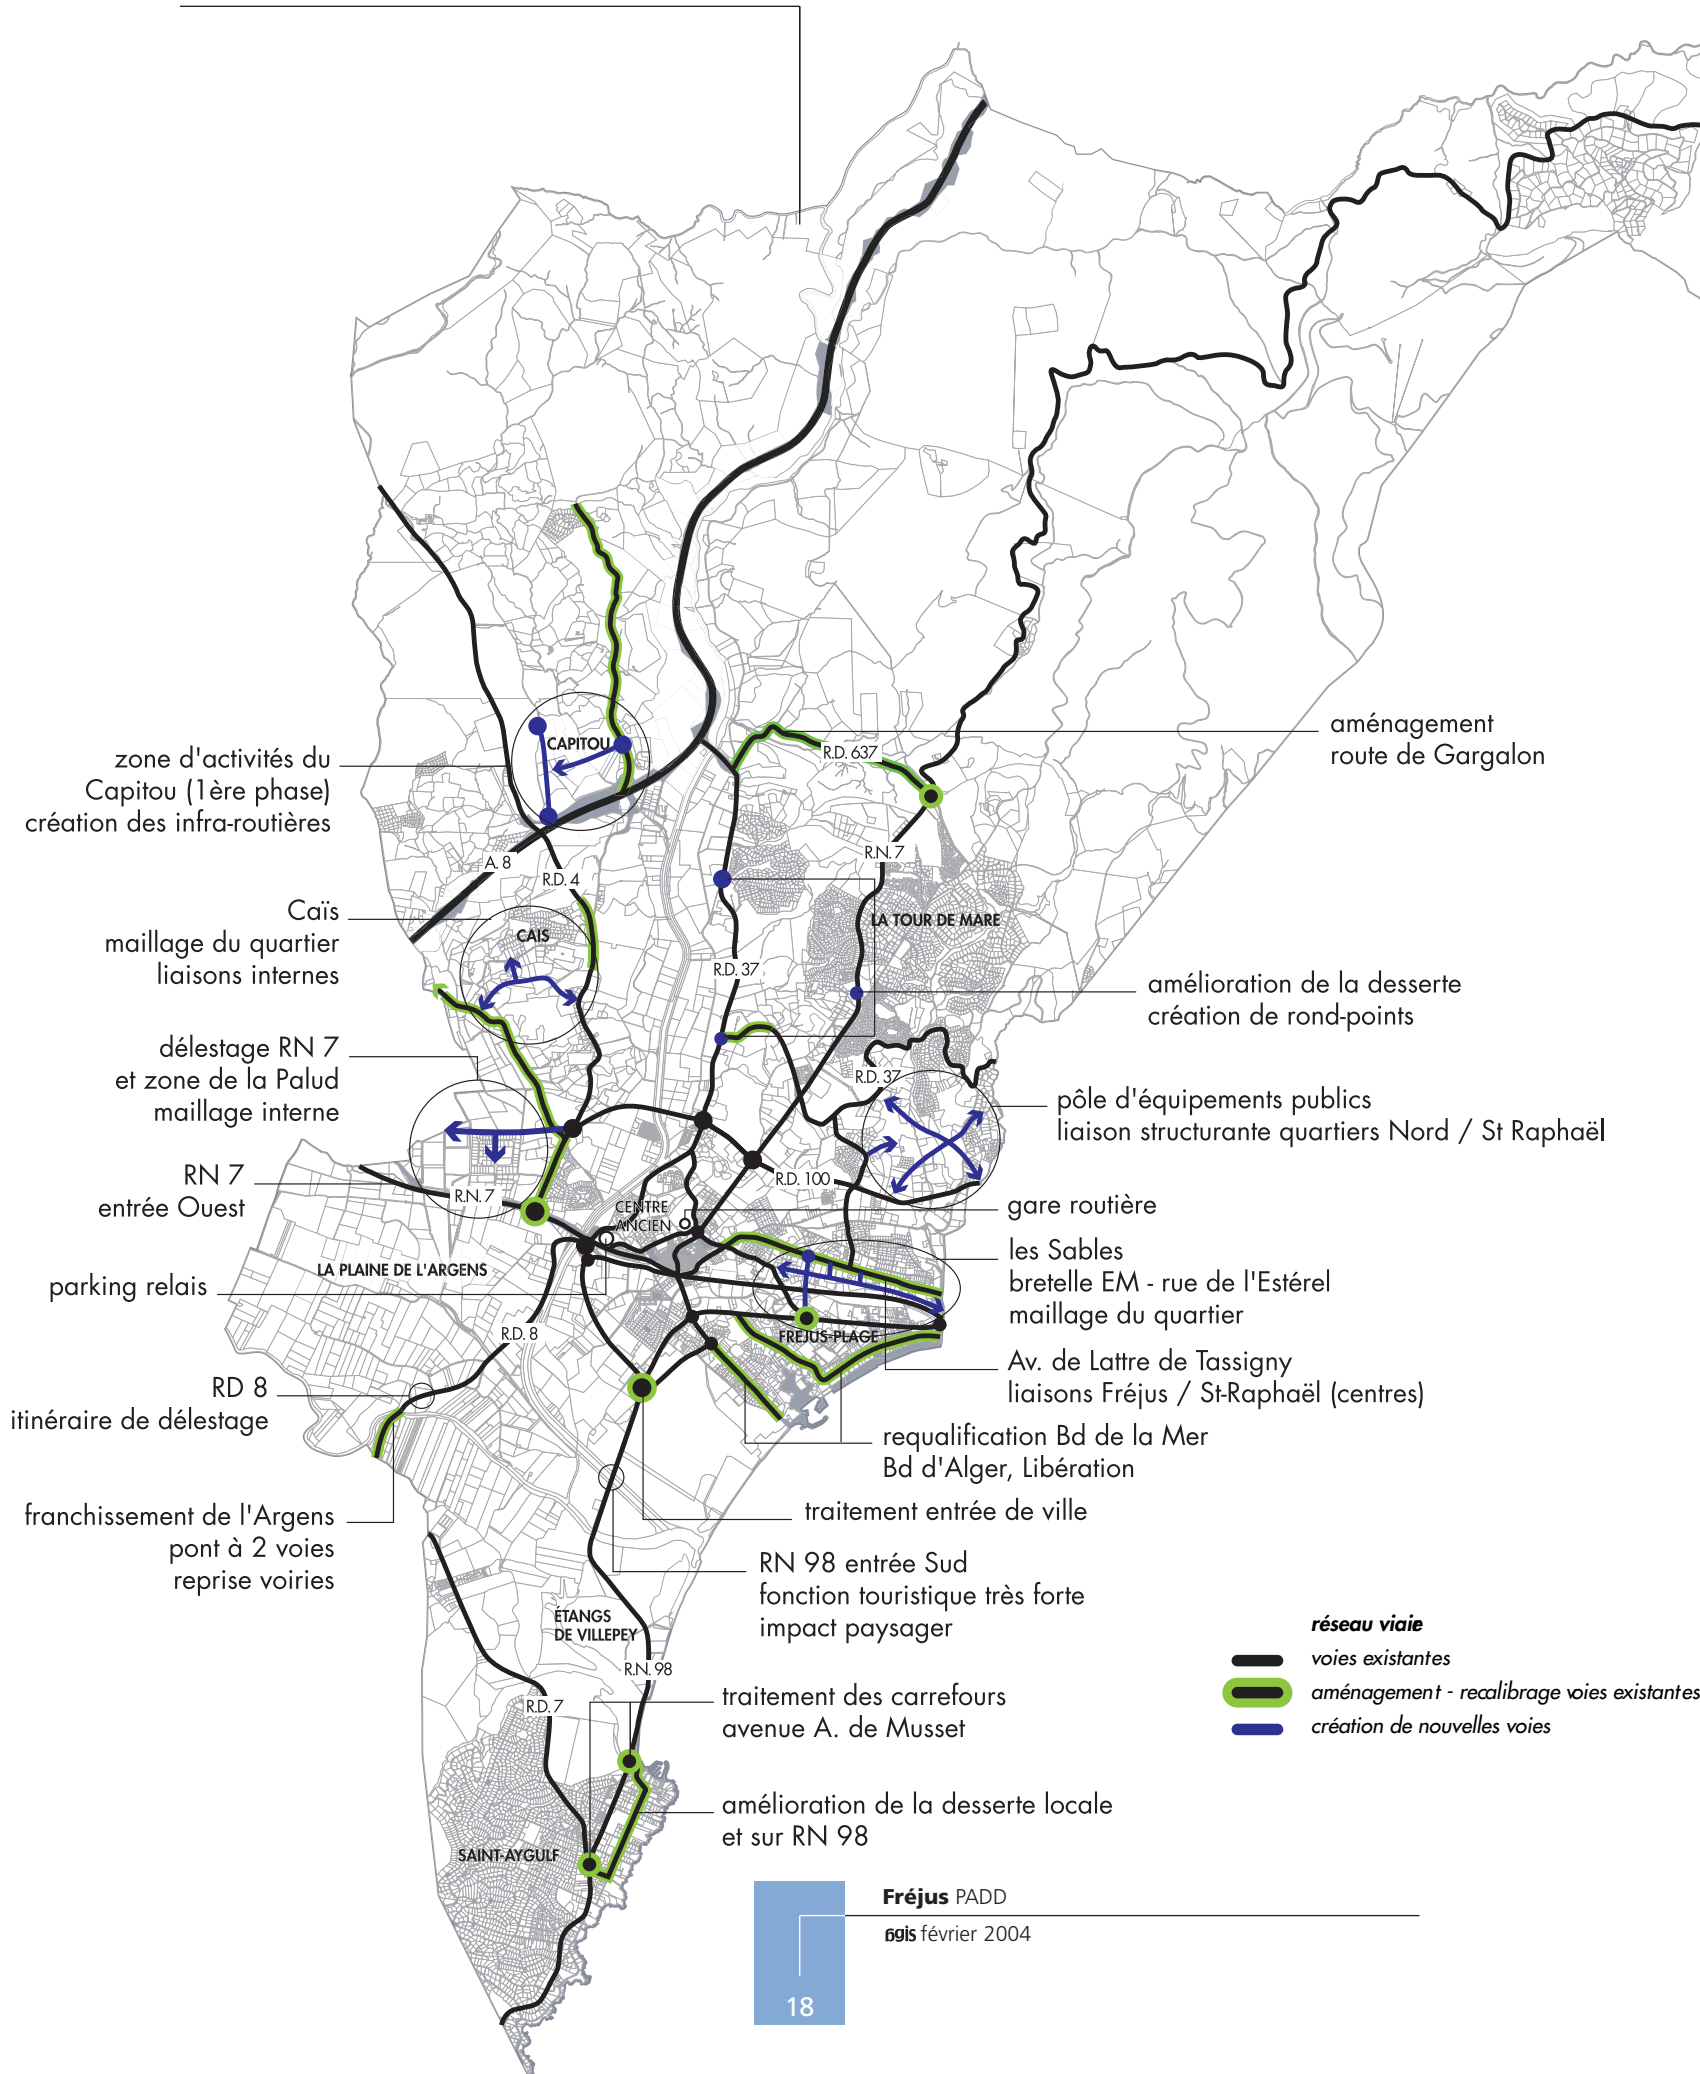 aménagement
route de Gargalon
zone d'activités du
Capitou (1ère phase)
création des infra-routières
CAPITOU
R.D. 637
A. 8
R.D. 4
R.N. 7
Caïs
maillage du quartier
liaisons internes
CAIS
LA TOUR DE MARE
R.D. 37
amélioration de la desserte
création de rond-points
délestage RN 7
et zone de la Palud
maillage interne
R.D. 37
pôle d'équipements publics
liaison structurante quartiers Nord / St Raphaël
RN 7
entrée Ouest
R.N. 7
R.D. 100
CENTRE
ANCIEN
gare routière
LA PLAINE DE L'ARGENS
parking relais
les Sables
bretelle EM - rue de l'Estérel
maillage du quartier
R.D. 8
FREJUS-PLAGE
Av. de Lattre de Tassigny
liaisons Fréjus / St-Raphaël (centres)
RD 8
itinéraire de délestage
requalification Bd de la Mer
Bd d'Alger, Libération
franchissement de l'Argens
pont à 2 voies
reprise voiries
traitement entrée de ville
RN 98 entrée Sud
fonction touristique très forte
impact paysager
ÉTANGS
DE VILLEPEY
R.N. 98
R.D. 7
réseau viaie
voies existantes
aménagement - recalibrage voies existantes
création de nouvelles voies
traitement des carrefours
avenue A. de Musset
amélioration de la desserte locale
et sur RN 98
SAINT-AYGULF
Fréjus PADD
février 2004
18